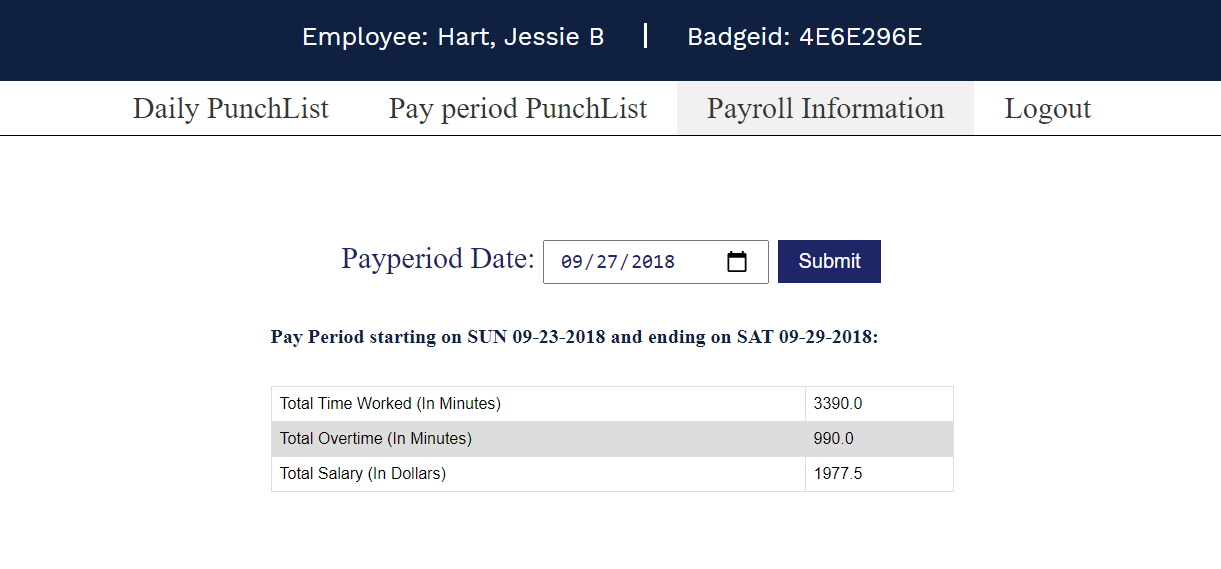 Employee: Hart, Jessie B | Badgeid: 4E6E296E
Daily PunchList Pay period PunchList Payroll Information Logout
Payperiod Date: 09/27/2018 Submit
Pay Period starting on SUN 09-23-2018 and ending on SAT 09-29-2018:
Total Time Worked (In Minutes) 3390.0
Total Overtime (In Minutes) 990.0
Total Salary (In Dollars) 1977.5